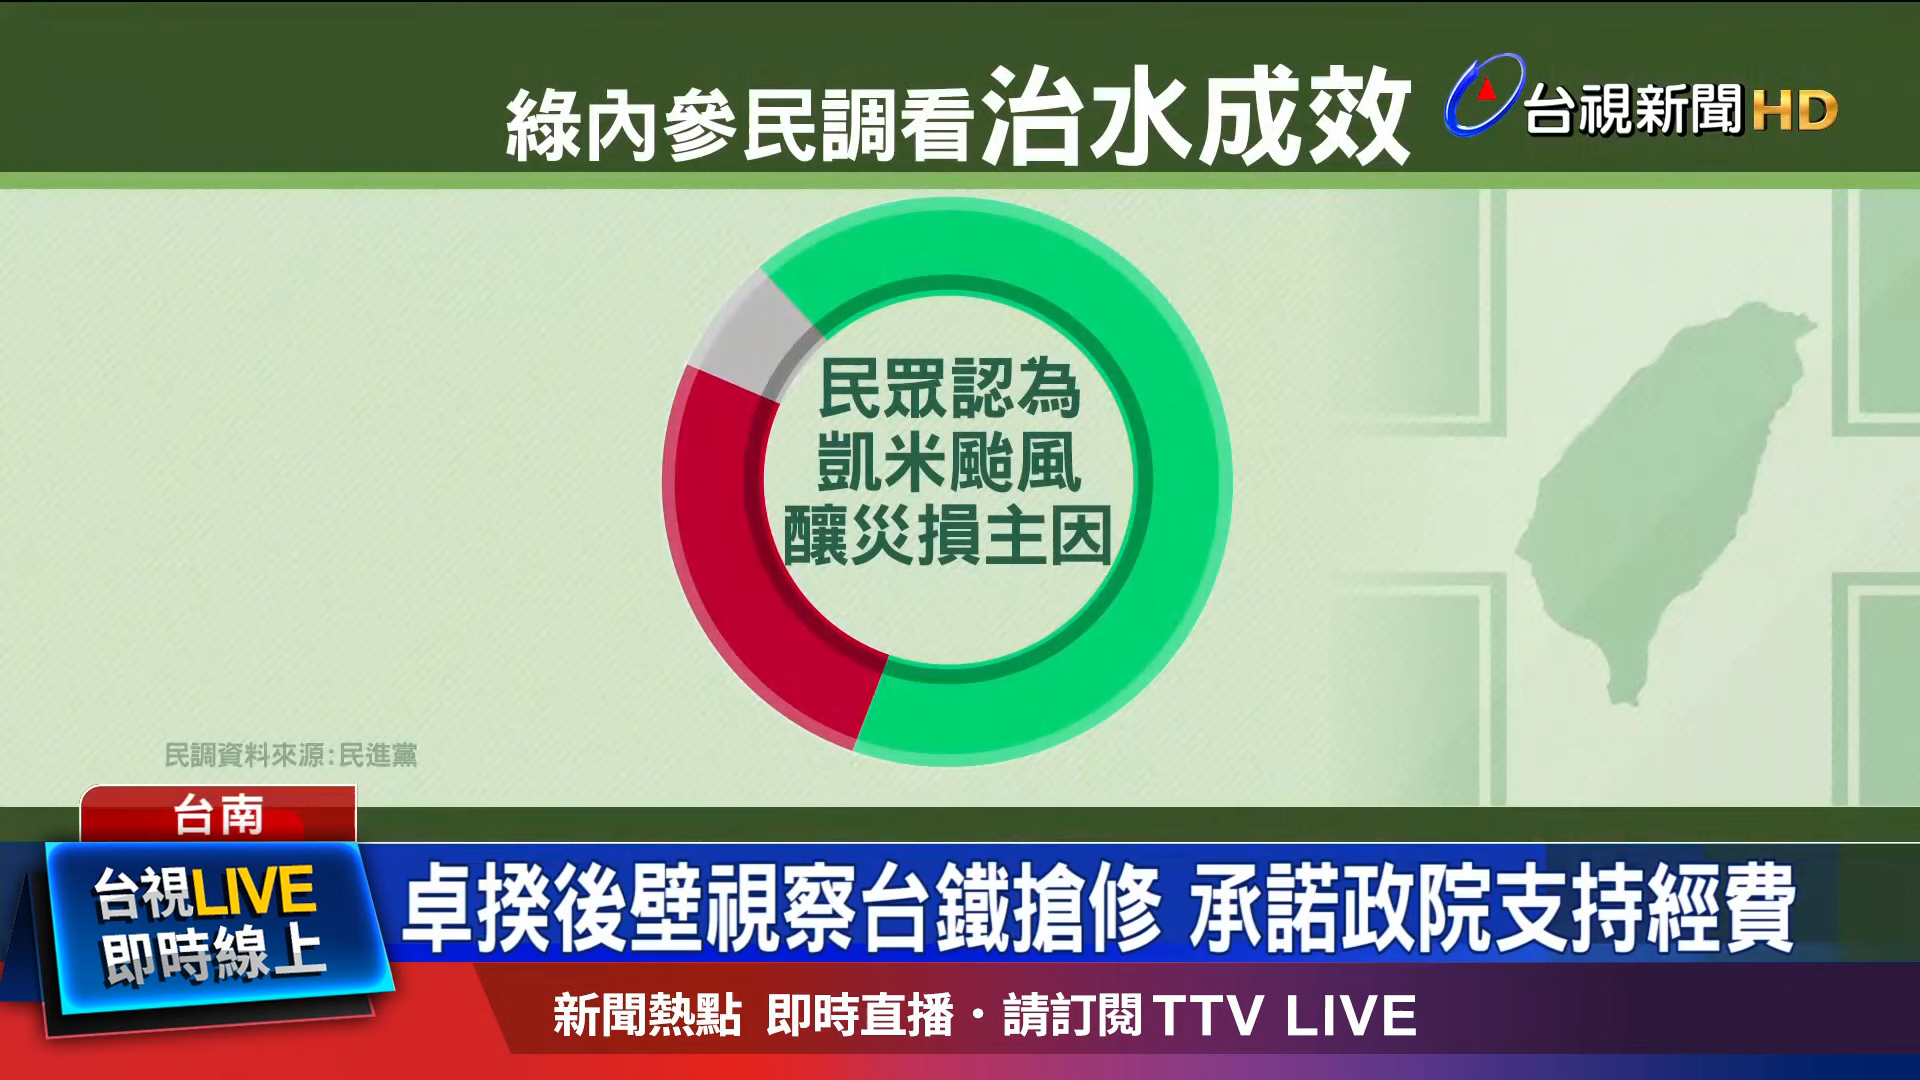 綠內參民調看治水成效
台視新聞HD
民眾認為
凱米颱風
釀災損主因
民調資料來源:民進黨
台南
台視LIVE
即時線上
卓揆後壁視察台鐵搶修 承諾政院支持經費
新聞熱點 即時直播・請訂閱TTV LIVE